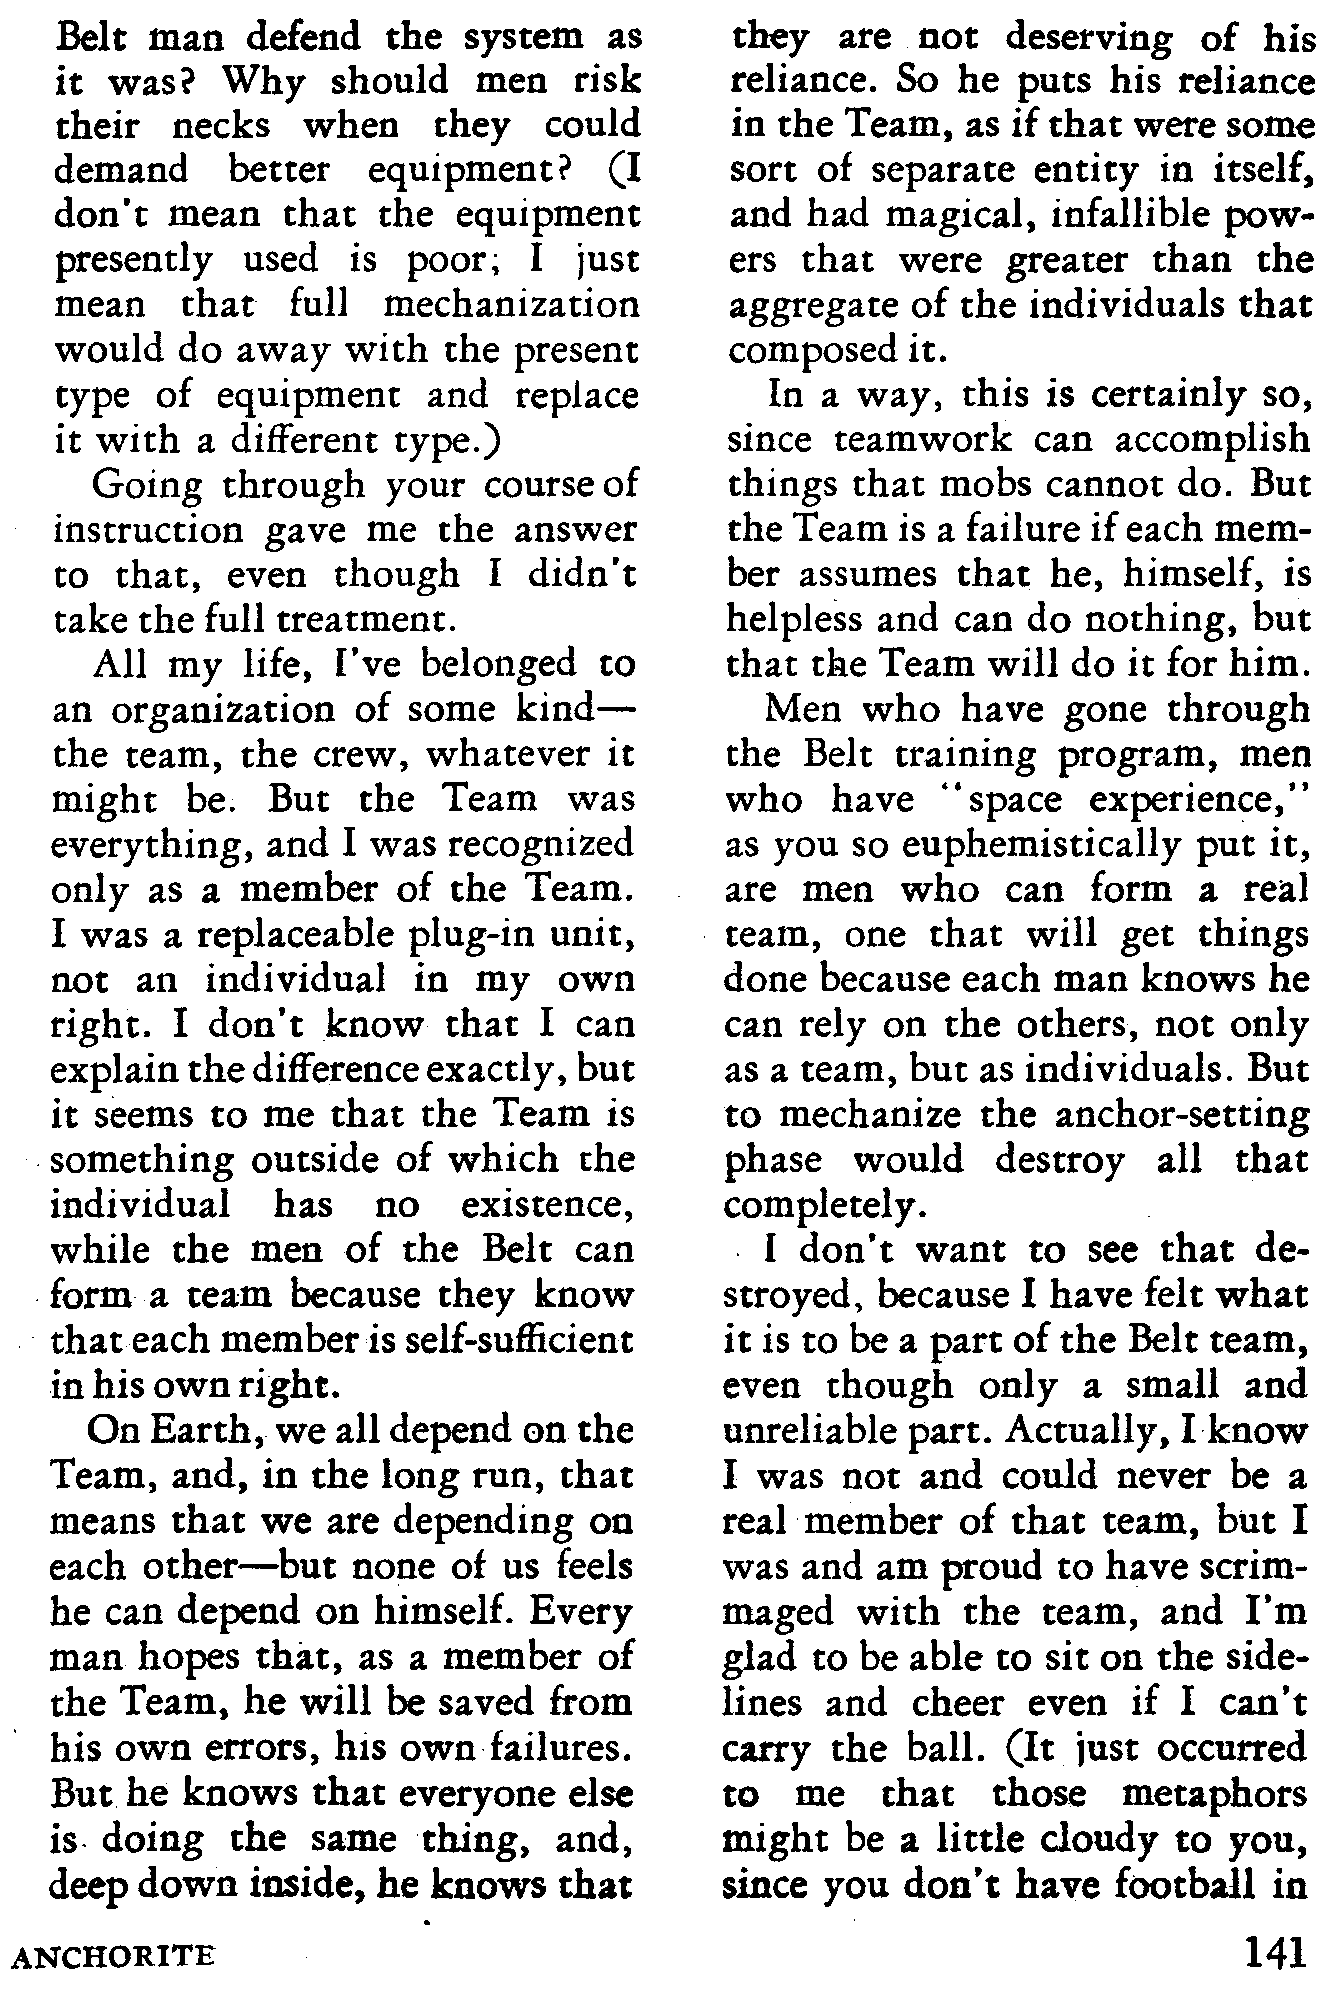 Belt man defend the system as
it was? Why should men risk
their necks when they could
demand better equipment? (I
don't mean that the equipment
presently used is poor; I just
mean that full mechanization
would do away with the present
type of equipment and replace
it with a different type.)
Going through your course of
instruction gave me the answer
to that, even though I didn't
take the full treatment.
All my life, I've belonged to
an organization of some kind—
the team, the crew, whatever it
might be. But the Team was
everything, and I was recognized
only as a member of the Team.
I was a replaceable plug-in unit,
not an individual in my own
right. I don't know that I can
explain the difference exactly, but
it seems to me that the Team is
something outside of which the
individual has no existence,
while the men of the Belt can
form a team because they know
that each member is self-sufficient
in his own right.
On Earth, we all depend on the
Team, and, in the long run, that
means that we are depending on
each other—but none of us feels
he can depend on himself. Every
man hopes that, as a member of
the Team, he will be saved from
his own errors, his own failures.
But he knows that everyone else
is doing the same thing, and,
deep down inside, he knows that
they are not deserving of his
reliance. So he puts his reliance
in the Team, as if that were some
sort of separate entity in itself,
and had magical, infallible pow-
ers that were greater than the
aggregate of the individuals that
composed it.
In a way, this is certainly so,
since teamwork can accomplish
things that mobs cannot do. But
the Team is a failure if each mem-
ber assumes that he, himself, is
helpless and can do nothing, but
that the Team will do it for him.
Men who have gone through
the Belt training program, men
who have "space experience,"
as you so euphemistically put it,
are men who can form a real
team, one that will get things
done because each man knows he
can rely on the others, not only
as a team, but as individuals. But
to mechanize the anchor-setting
phase would destroy all that
completely.
I don't want to see that de-
stroyed, because I have felt what
it is to be a part of the Belt team,
even though only a small and
unreliable part. Actually, I know
I was not and could never be a
real member of that team, but I
was and am proud to have scrim-
maged with the team, and I'm
glad to be able to sit on the side-
lines and cheer even if I can't
carry the ball. (It just occurred
to me that those metaphors
might be a little cloudy to you,
since you don't have football in
ANCHORITE
141